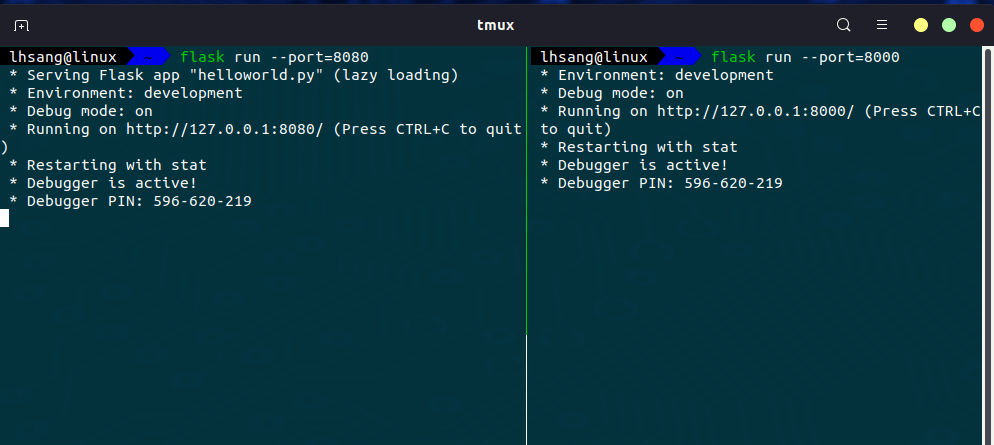 tmux
lhsang@linux ~ flask run --port=8080
* Serving Flask app "helloworld.py" (lazy loading)
* Environment: development
* Debug mode: on
* Running on http://127.0.0.1:8080/ (Press CTRL+C to quit
)
* Restarting with stat
* Debugger is active!
* Debugger PIN: 596-620-219
lhsang@linux ~ flask run --port=8000
* Environment: development
* Debug mode: on
* Running on http://127.0.0.1:8000/ (Press CTRL+C
to quit)
* Restarting with stat
* Debugger is active!
* Debugger PIN: 596-620-219